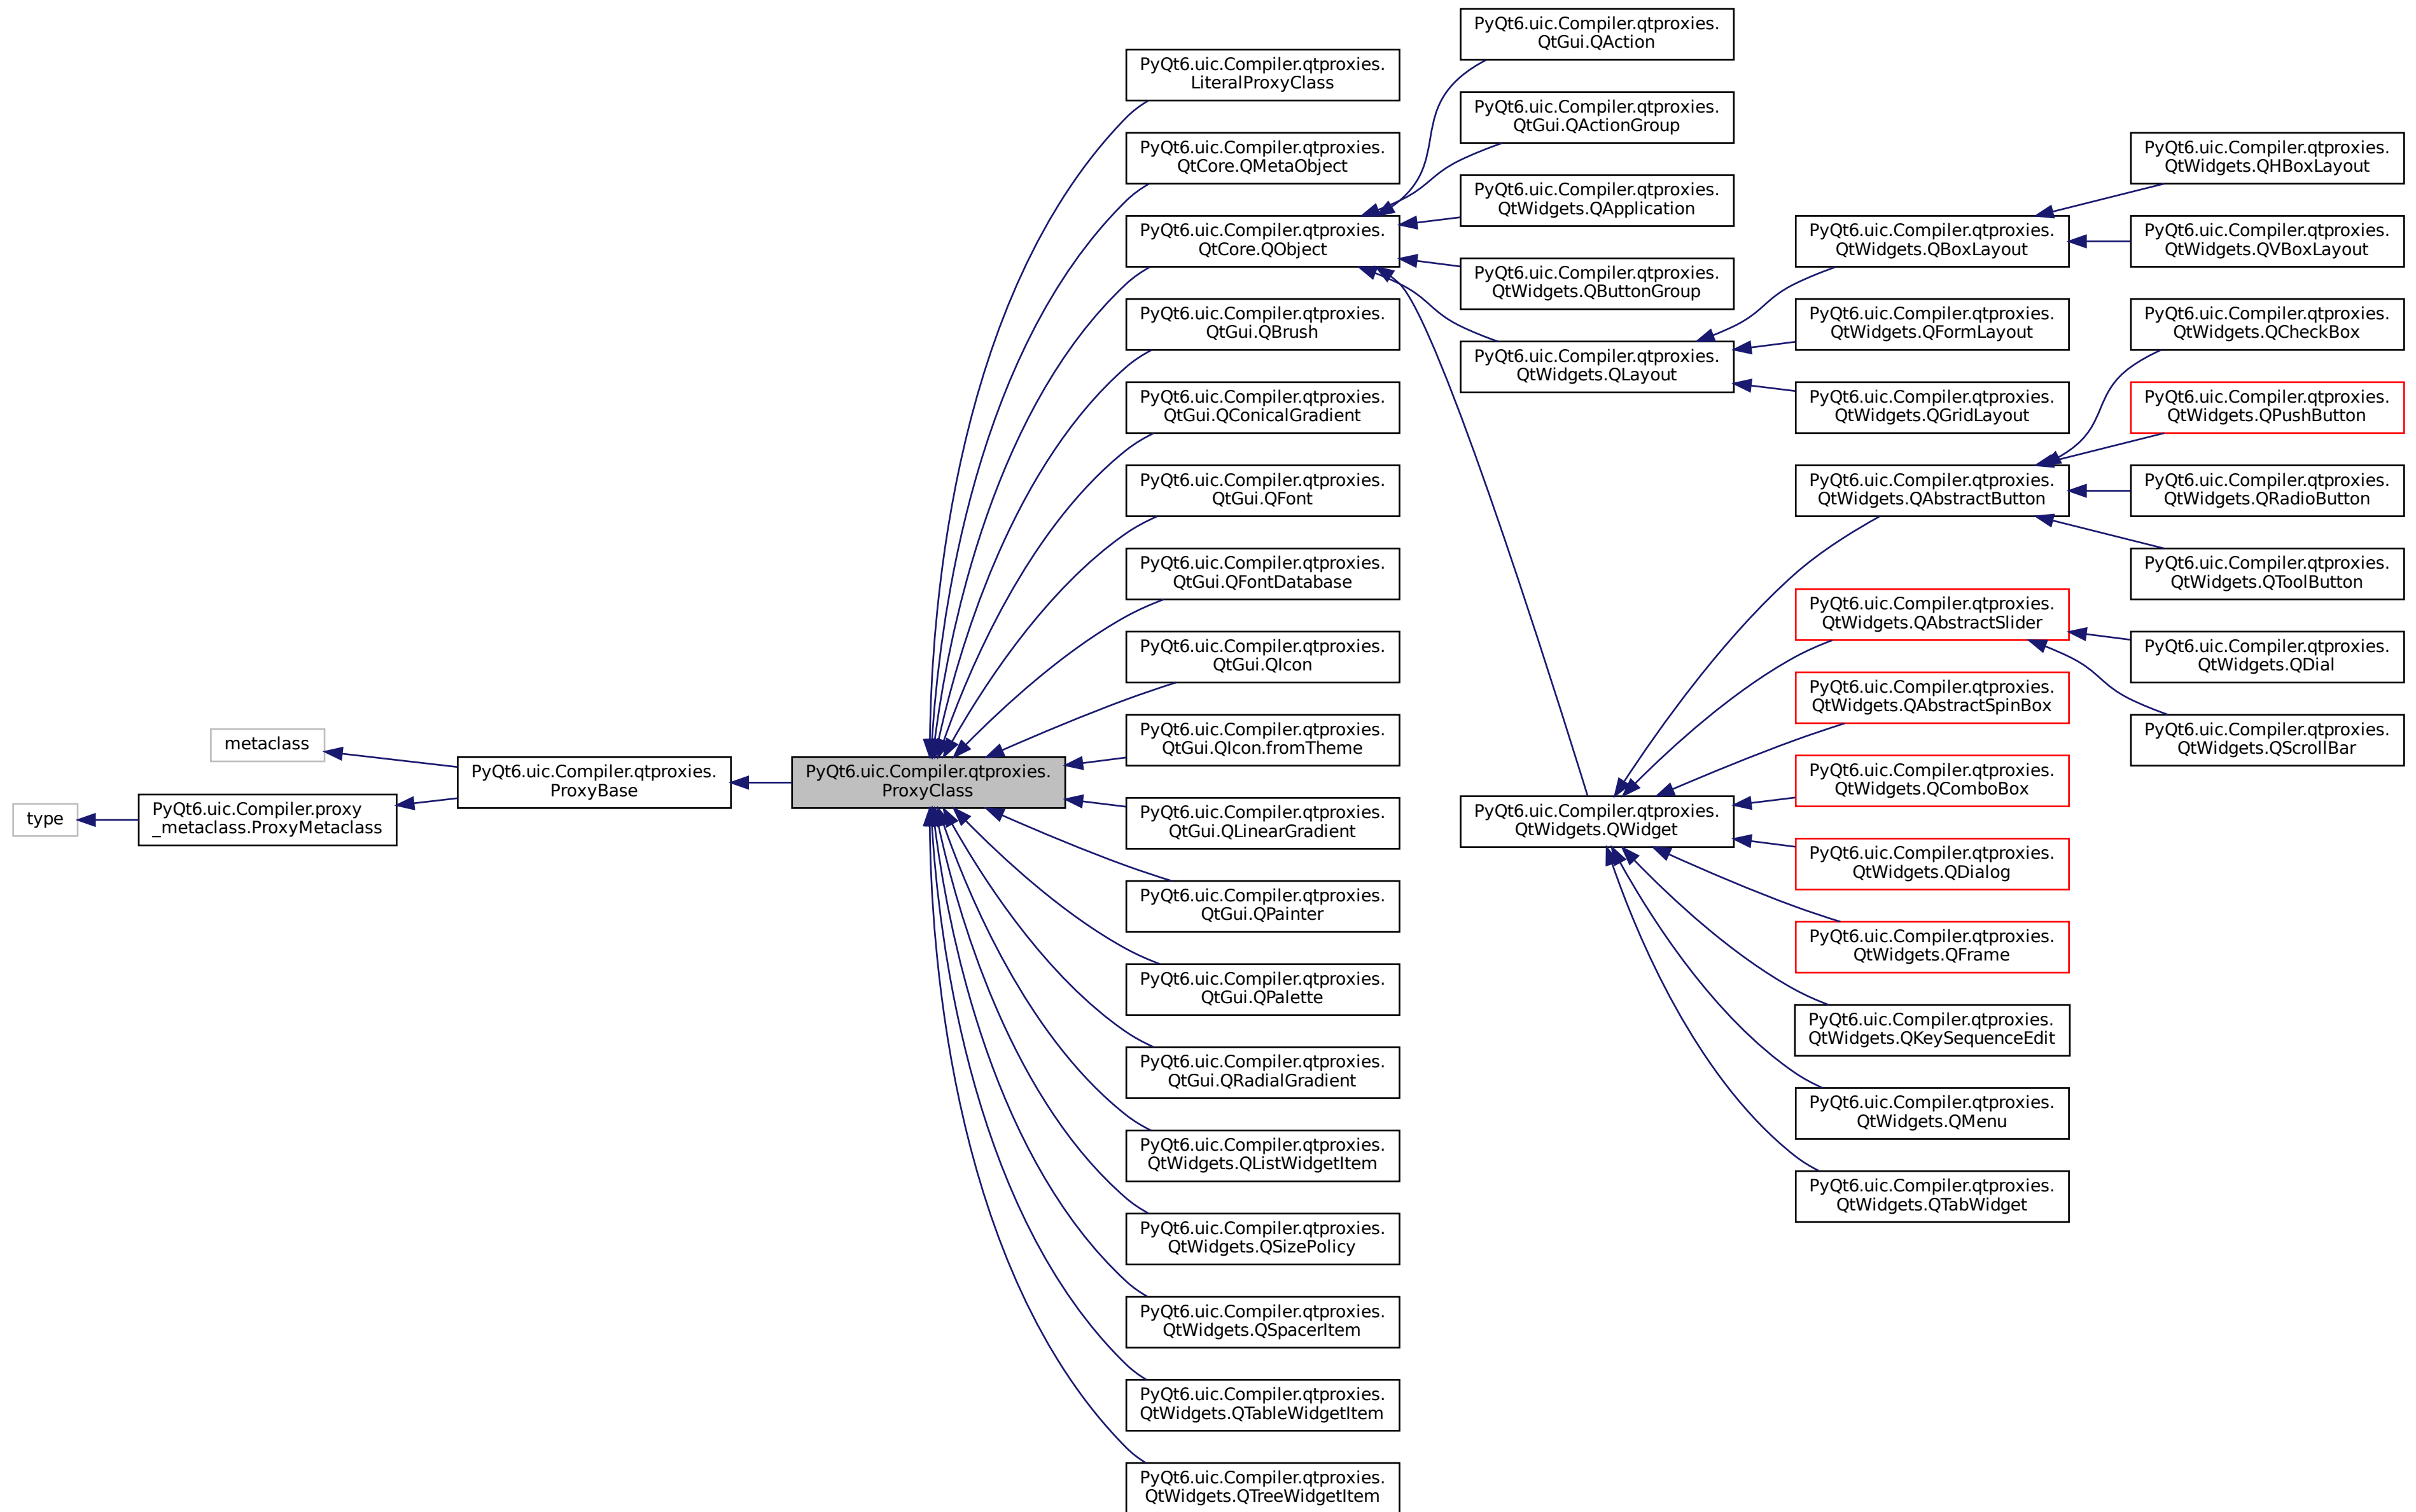 type
metaclass
PyQt6.uic.Compiler.proxy
_metaclass.ProxyMetaclass
PyQt6.uic.Compiler.qtproxies.
ProxyBase
PyQt6.uic.Compiler.qtproxies.
ProxyClass
PyQt6.uic.Compiler.qtproxies.
LiteralProxyClass
PyQt6.uic.Compiler.qtproxies.
QtCore.QMetaObject
PyQt6.uic.Compiler.qtproxies.
QtCore.QObject
PyQt6.uic.Compiler.qtproxies.
QtGui.QBrush
PyQt6.uic.Compiler.qtproxies.
QtGui.QConicalGradient
PyQt6.uic.Compiler.qtproxies.
QtGui.QFont
PyQt6.uic.Compiler.qtproxies.
QtGui.QFontDatabase
PyQt6.uic.Compiler.qtproxies.
QtGui.QIcon
PyQt6.uic.Compiler.qtproxies.
QtGui.QIcon.fromTheme
PyQt6.uic.Compiler.qtproxies.
QtGui.QLinearGradient
PyQt6.uic.Compiler.qtproxies.
QtGui.QPainter
PyQt6.uic.Compiler.qtproxies.
QtGui.QPalette
PyQt6.uic.Compiler.qtproxies.
QtGui.QRadialGradient
PyQt6.uic.Compiler.qtproxies.
QtWidgets.QListWidgetItem
PyQt6.uic.Compiler.qtproxies.
QtWidgets.QSizePolicy
PyQt6.uic.Compiler.qtproxies.
QtWidgets.QSpacerItem
PyQt6.uic.Compiler.qtproxies.
QtWidgets.QTableWidgetItem
PyQt6.uic.Compiler.qtproxies.
QtWidgets.QTreeWidgetItem
PyQt6.uic.Compiler.qtproxies.
QtGui.QAction
PyQt6.uic.Compiler.qtproxies.
QtGui.QActionGroup
PyQt6.uic.Compiler.qtproxies.
QtWidgets.QApplication
PyQt6.uic.Compiler.qtproxies.
QtWidgets.QButtonGroup
PyQt6.uic.Compiler.qtproxies.
QtWidgets.QLayout
PyQt6.uic.Compiler.qtproxies.
QtWidgets.QWidget
PyQt6.uic.Compiler.qtproxies.
QtWidgets.QBoxLayout
PyQt6.uic.Compiler.qtproxies.
QtWidgets.QFormLayout
PyQt6.uic.Compiler.qtproxies.
QtWidgets.QGridLayout
PyQt6.uic.Compiler.qtproxies.
QtWidgets.QAbstractButton
PyQt6.uic.Compiler.qtproxies.
QtWidgets.QAbstractSlider
PyQt6.uic.Compiler.qtproxies.
QtWidgets.QAbstractSpinBox
PyQt6.uic.Compiler.qtproxies.
QtWidgets.QComboBox
PyQt6.uic.Compiler.qtproxies.
QtWidgets.QDialog
PyQt6.uic.Compiler.qtproxies.
QtWidgets.QFrame
PyQt6.uic.Compiler.qtproxies.
QtWidgets.QKeySequenceEdit
PyQt6.uic.Compiler.qtproxies.
QtWidgets.QMenu
PyQt6.uic.Compiler.qtproxies.
QtWidgets.QTabWidget
PyQt6.uic.Compiler.qtproxies.
QtWidgets.QHBoxLayout
PyQt6.uic.Compiler.qtproxies.
QtWidgets.QVBoxLayout
PyQt6.uic.Compiler.qtproxies.
QtWidgets.QCheckBox
PyQt6.uic.Compiler.qtproxies.
QtWidgets.QPushButton
PyQt6.uic.Compiler.qtproxies.
QtWidgets.QRadioButton
PyQt6.uic.Compiler.qtproxies.
QtWidgets.QToolButton
PyQt6.uic.Compiler.qtproxies.
QtWidgets.QDial
PyQt6.uic.Compiler.qtproxies.
QtWidgets.QScrollBar